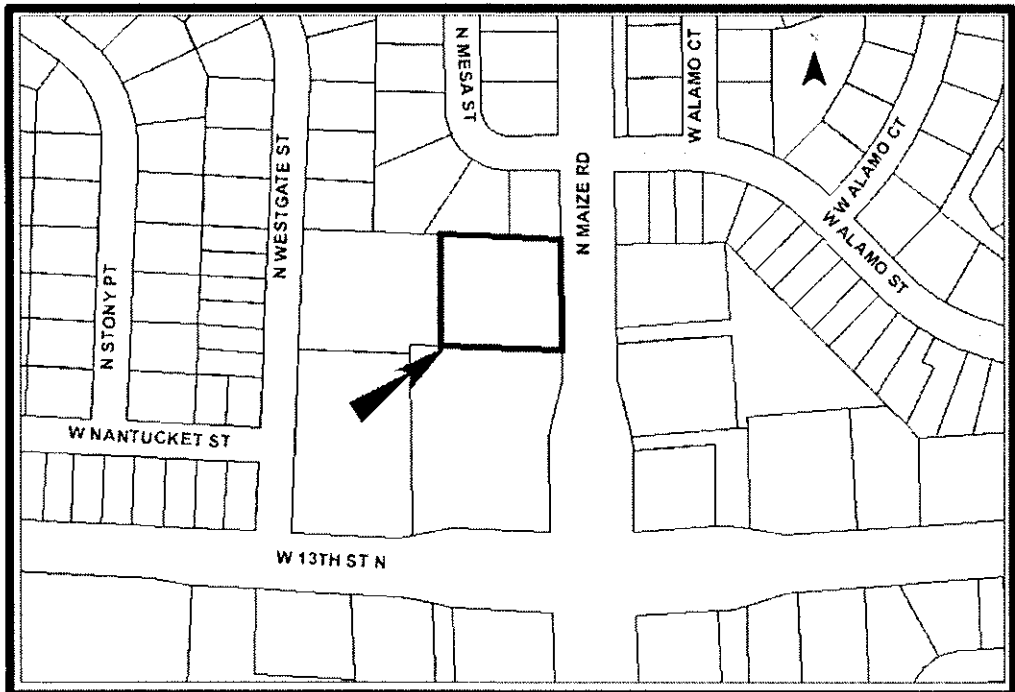 N MESA ST
W ALAMO CT
N WESTGATE ST
N MAIZE RD
W ALAMO CT
W ALAMO ST
N STONY PT
W NANTUCKET ST
W 13TH ST N